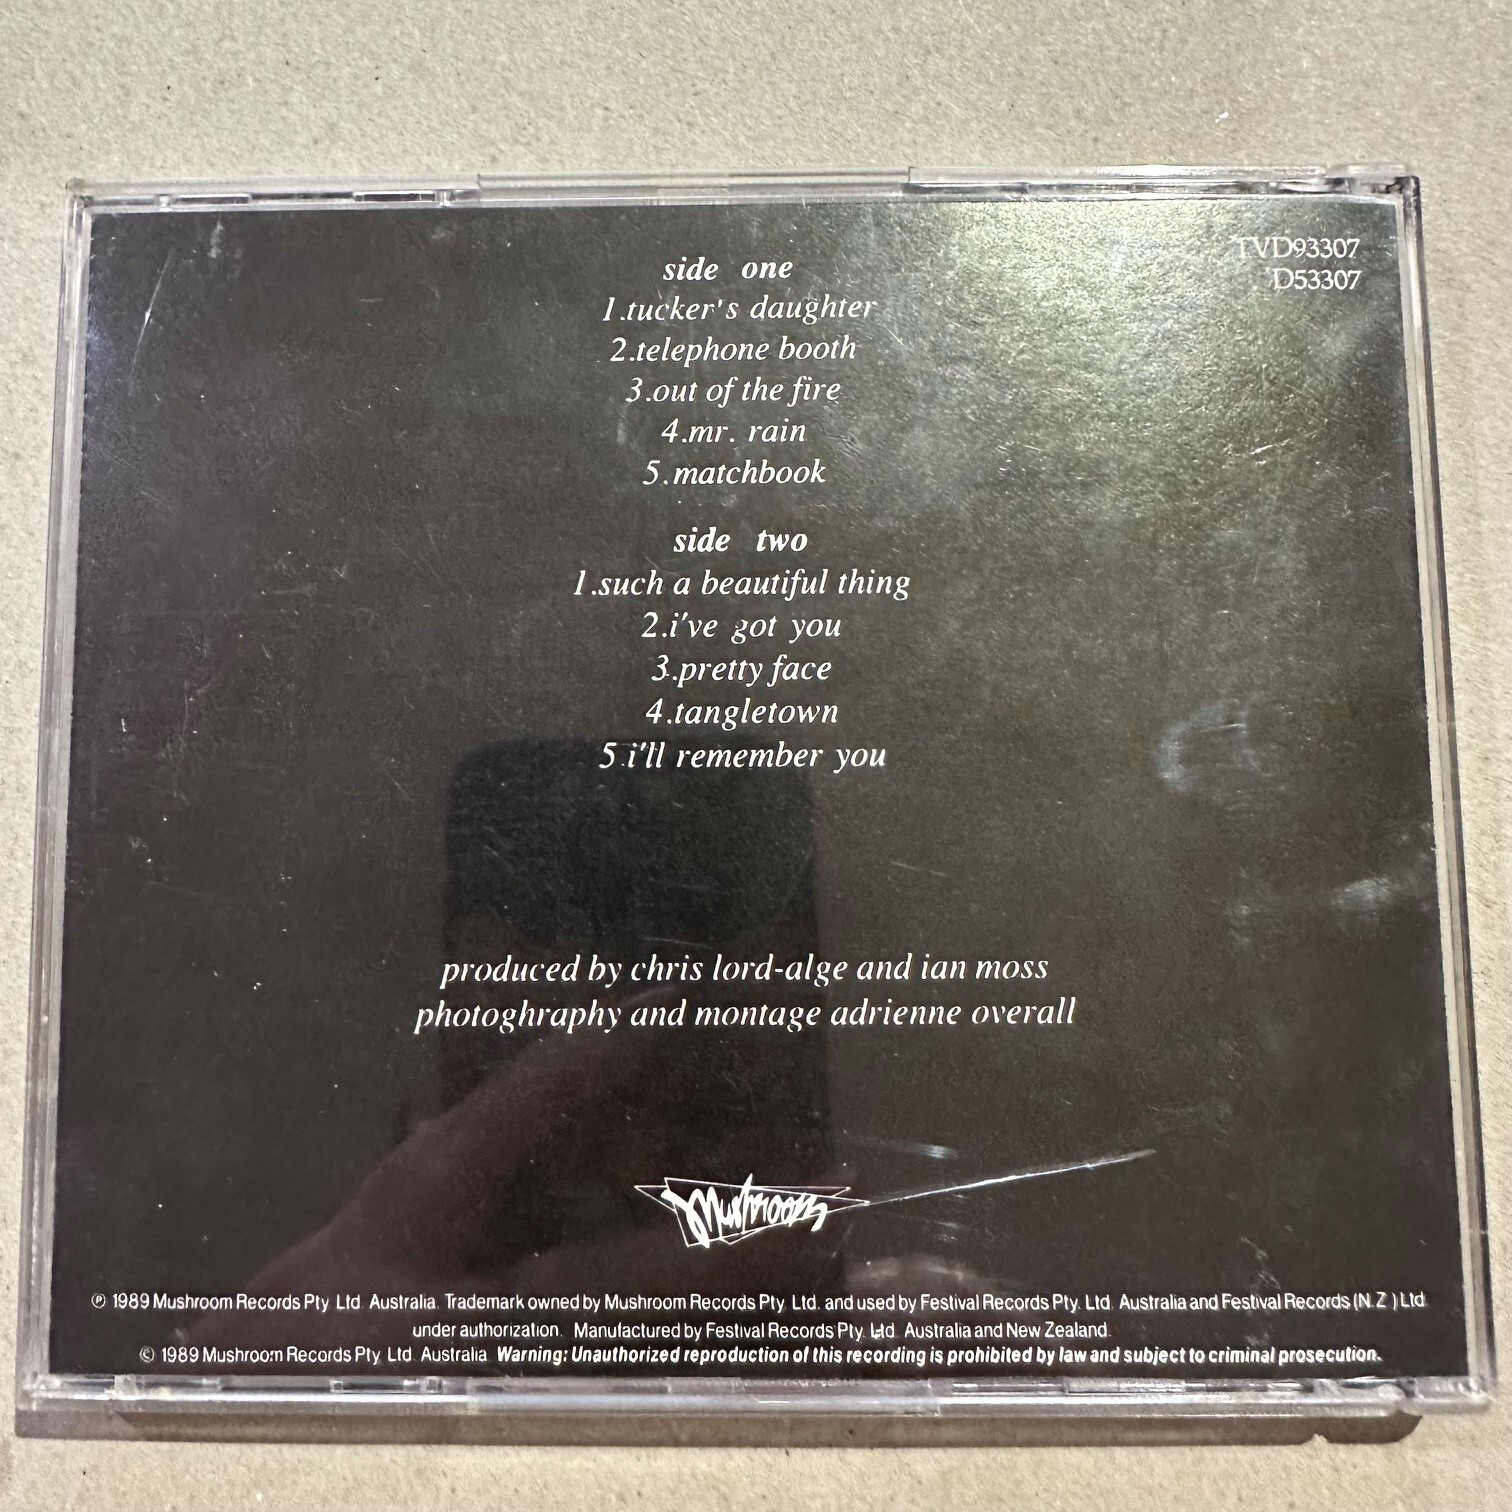 TVD93307
D53307
side one
1.tucker's daughter
2.telephone booth
3.out of the fire
4.mr. rain
5.matchbook
side two
1.such a beautiful thing
2.i've got you
3.pretty face
4.tangletown
5.i'll remember you
produced by chris lord-alge and ian moss
photoghraphy and montage adrienne overall
Mushroom
℗ 1989 Mushroom Records Pty. Ltd. Australia. Trademark owned by Mushroom Records Pty. Ltd. and used by Festival Records Pty. Ltd. Australia and Festival Records (N.Z.) Ltd.
under authorization. Manufactured by Festival Records Pty. Ltd. Australia and New Zealand.
© 1989 Mushroom Records Pty. Ltd. Australia. Warning: Unauthorized reproduction of this recording is prohibited by law and subject to criminal prosecution.